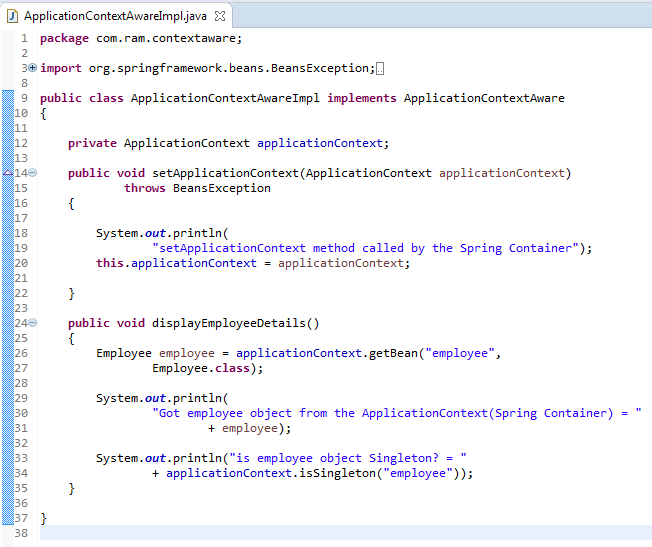 ApplicationContextAwareImpl.java
1 package com.ram.contextaware;
2
3 import org.springframework.beans.BeansException;
8
9 public class ApplicationContextAwareImpl implements ApplicationContextAware
10 {
11
12     private ApplicationContext applicationContext;
13
14     public void setApplicationContext(ApplicationContext applicationContext)
15             throws BeansException
16     {
17
18         System.out.println(
19                 "setApplicationContext method called by the Spring Container");
20         this.applicationContext = applicationContext;
21
22     }
23
24     public void displayEmployeeDetails()
25     {
26         Employee employee = applicationContext.getBean("employee",
27                 Employee.class);
28
29         System.out.println(
30                 "Got employee object from the ApplicationContext(Spring Container) = "
31                         + employee);
32
33         System.out.println("is employee object Singleton? = "
34                 + applicationContext.isSingleton("employee"));
35     }
36
37 }
38